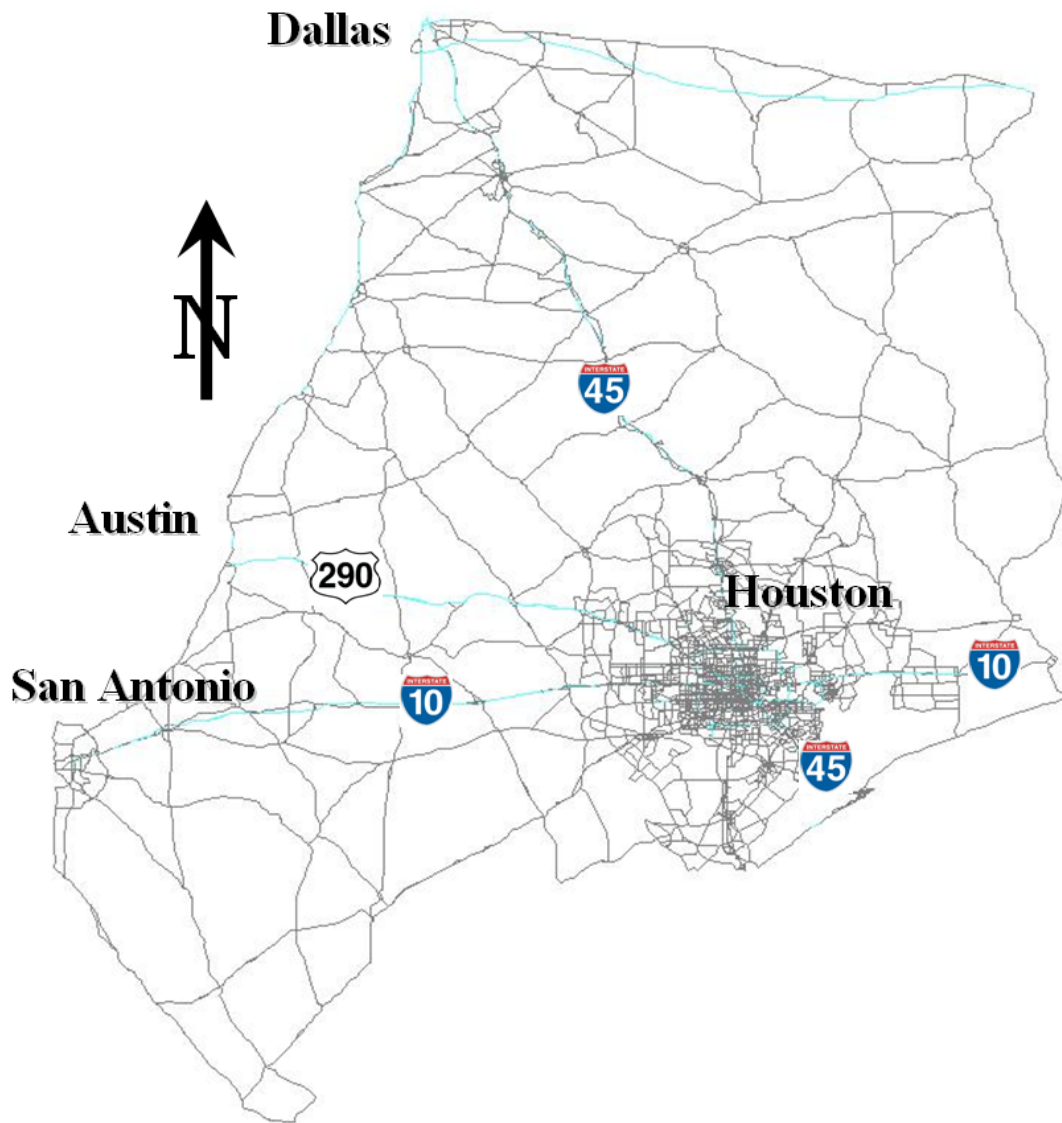 Dallas
N
INTERSTATE
45
Austin
290
Houston
San Antonio
INTERSTATE
10
INTERSTATE
10
INTERSTATE
45